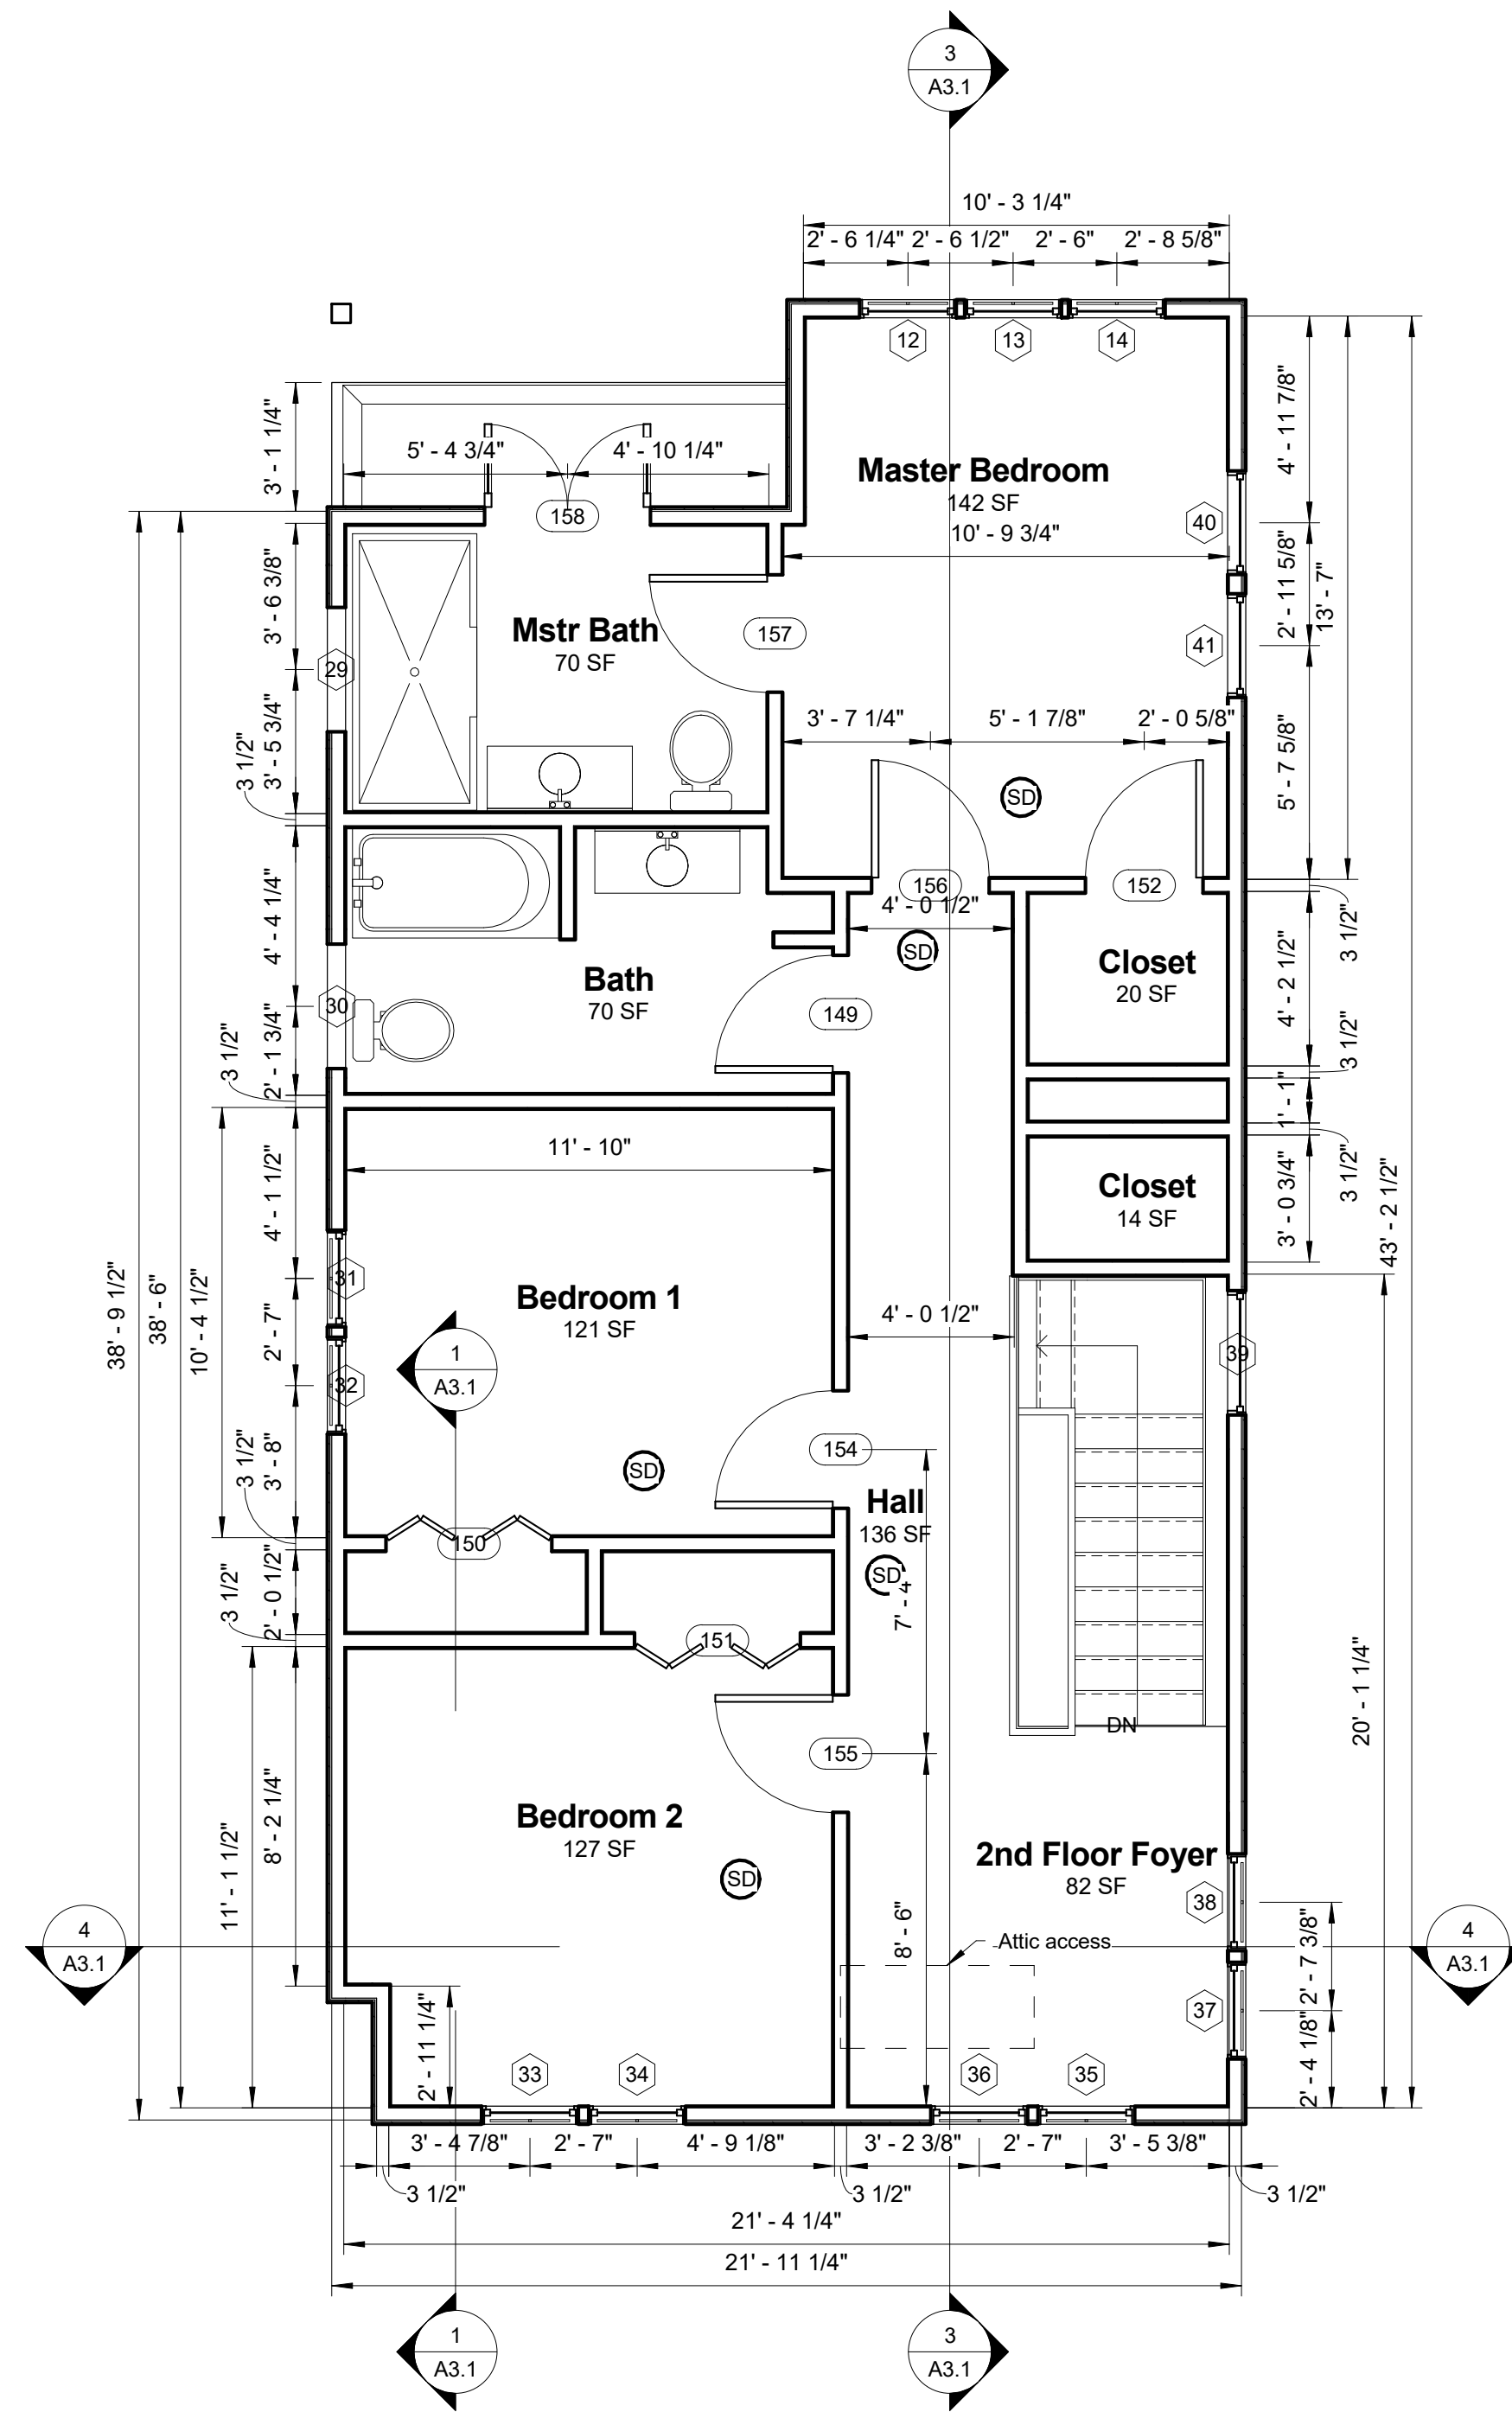 3
A3.1
10' - 3 1/4"
2' - 6 1/4" 2' - 6 1/2" 2' - 6" 2' - 8 5/8"
12 13 14
3' - 1 1/4"
5' - 4 3/4" 4' - 10 1/4"
Master Bedroom
142 SF
10' - 9 3/4"
4' - 11 7/8"
158
40
2' - 11 5/8"
13' - 7"
3' - 6 3/8"
Mstr Bath
70 SF
157
41
29
3' - 5 3/4"
3 1/2"
3' - 7 1/4" 5' - 1 7/8" 2' - 0 5/8"
5' - 7 5/8"
SD
156
152
4' - 0 1/2"
3 1/2"
4' - 4 1/4"
SD
Closet
20 SF
4' - 2 1/2"
Bath
70 SF
149
30
2' - 1 3/4"
3 1/2"
3 1/2"
1' - 1"
11' - 10"
4' - 1 1/2"
Closet
14 SF
3' - 0 3/4"
3 1/2"
43' - 2 1/2"
31
Bedroom 1
121 SF
38' - 9 1/2"
38' - 6"
10' - 4 1/2"
2' - 7"
4' - 0 1/2"
39
1
A3.1
32
3' - 8"
3 1/2"
SD
154
Hall
136 SF
150
SD
7' - 4
2' - 0 1/2"
3 1/2"
151
20' - 1 1/4"
DN
155
Bedroom 2
127 SF
8' - 2 1/4"
11' - 1 1/2"
2nd Floor Foyer
82 SF
SD
38
8' - 6"
Attic access
2' - 7 3/8"
4
A3.1
4
A3.1
37
2' - 11 1/4"
2' - 4 1/8"
33 34 36 35
3' - 4 7/8" 2' - 7" 4' - 9 1/8" 3' - 2 3/8" 2' - 7" 3' - 5 3/8"
3 1/2" 3 1/2" 3 1/2"
21' - 4 1/4"
21' - 11 1/4"
1
A3.1
3
A3.1